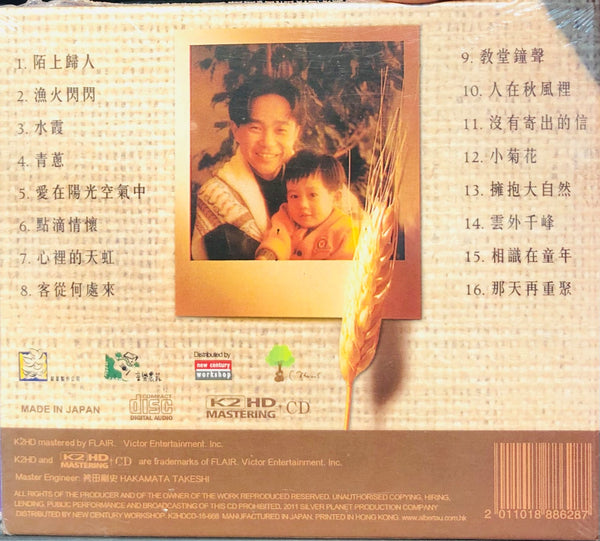 1. 陌上歸人
2. 漁火閃閃
3. 水霞
4. 青蔥
5. 愛在陽光空氣中
6. 點滴情懷
7. 心裡的天虹
8. 客從何處來
9. 教堂鐘聲
10. 人在秋風裡
11. 沒有寄出的信
12. 小菊花
13. 擁抱大自然
14. 雲外千峰
15. 相識在童年
16. 那天再重聚
Distributed by
new century
workshop
MADE IN JAPAN
COMPACT
disc
DIGITAL AUDIO
K2 HD
MASTERING +CD
K2HD mastered by FLAIR. Victor Entertainment. Inc.
K2HD and K2 HD MASTERING +CD are trademarks of FLAIR. Victor Entertainment. Inc.
Master Engineer: 袴田剛史 HAKAMATA TAKESHI
ALL RIGHTS OF THE PRODUCER AND OF THE OWNER OF THE WORK REPRODUCED RESERVED. UNAUTHORISED COPYING, HIRING,
LENDING, PUBLIC PERFORMANCE AND BROADCASTING OF THIS CD PROHIBITED. 2011 SILVER PLANET PRODUCTION COMPANY
DISTRIBUTED BY NEW CENTURY WORKSHOP. K2HDCD-16-668 MANUFACTURED IN JAPAN. PRINTED IN HONG KONG. www.albertau.com.hk
2 011018 886287